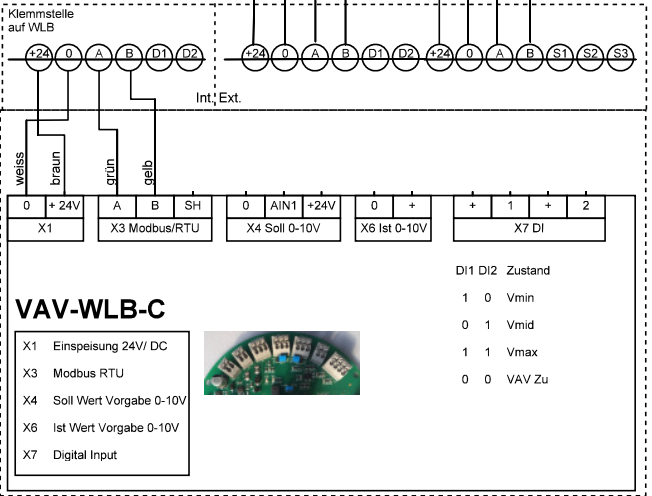 Klemmstelle
auf WLB
+24 0 A B D1 D2
+24 0 A B D1 D2 +24 0 A B S1 S2 S3
Int. Ext.
weiss
braun
grün
gelb
0 + 24V
X1
A B SH
X3 Modbus/RTU
0 AIN1 +24V
X4 Soll 0-10V
0 +
X6 Ist 0-10V
+ 1 + 2
X7 DI
DI1 DI2 Zustand
1 0 Vmin
0 1 Vmid
1 1 Vmax
0 0 VAV Zu
VAV-WLB-C
X1 Einspeisung 24V/ DC
X3 Modbus RTU
X4 Soll Wert Vorgabe 0-10V
X6 Ist Wert Vorgabe 0-10V
X7 Digital Input